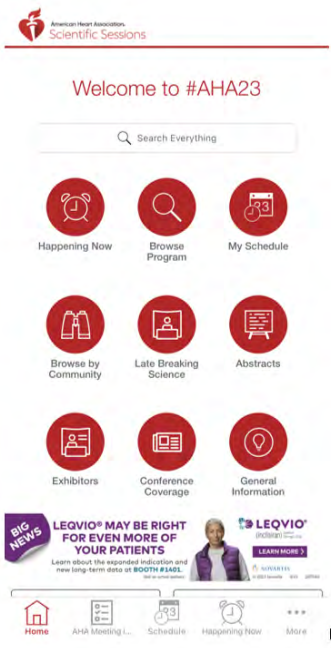 American Heart Association.
Scientific Sessions
Welcome to #AHA23
Search Everything
Happening Now
Browse
Program
23
My Schedule
Browse by
Community
Late Breaking
Science
Abstracts
Exhibitors
Conference
Coverage
General
Information
BIG
NEWS
LEQVIO® MAY BE RIGHT
FOR EVEN MORE OF
YOUR PATIENTS
Learn about the expanded indication and
new long-term data at BOOTH #1401.
LEQVIO®
(inclisiran)
LEARN MORE >
NOVARTIS
Home
AHA Meeting i...
23
Schedule
Happening Now
More